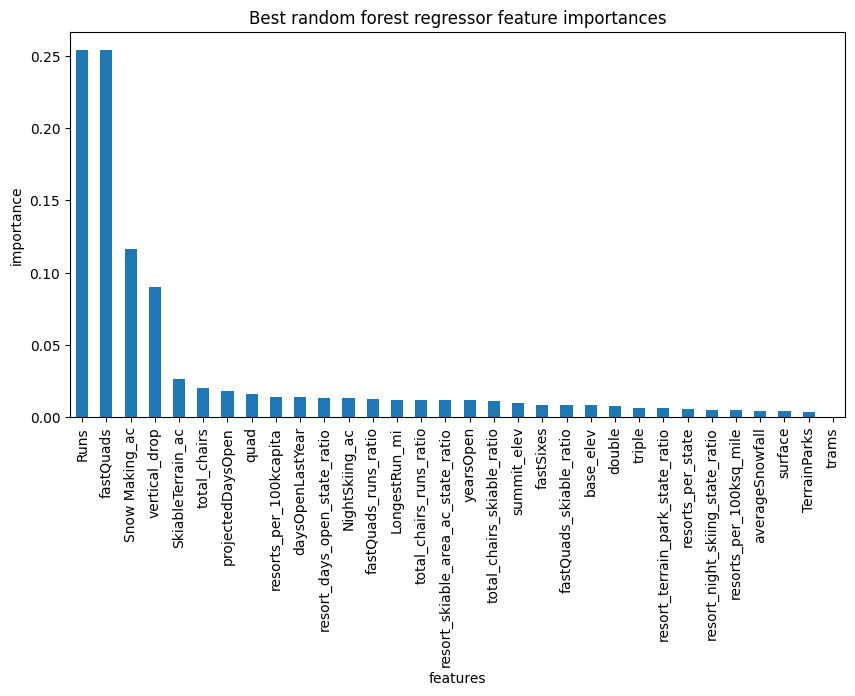 Best random forest regressor feature importances
importance
0.25
0.20
0.15
0.10
0.05
0.00
Runs
fastQuads
Snow Making_ac
vertical_drop
SkiableTerrain_ac
total_chairs
projectedDaysOpen
quad
resorts_per_100kcapita
daysOpenLastYear
resort_days_open_state_ratio
NightSkiing_ac
fastQuads_runs_ratio
LongestRun_mi
total_chairs_runs_ratio
resort_skiable_area_ac_state_ratio
yearsOpen
total_chairs_skiable_ratio
summit_elev
fastSixes
fastQuads_skiable_ratio
base_elev
double
triple
resort_terrain_park_state_ratio
resorts_per_state
resort_night_skiing_state_ratio
resorts_per_100ksq_mile
averageSnowfall
surface
TerrainParks
trams
features